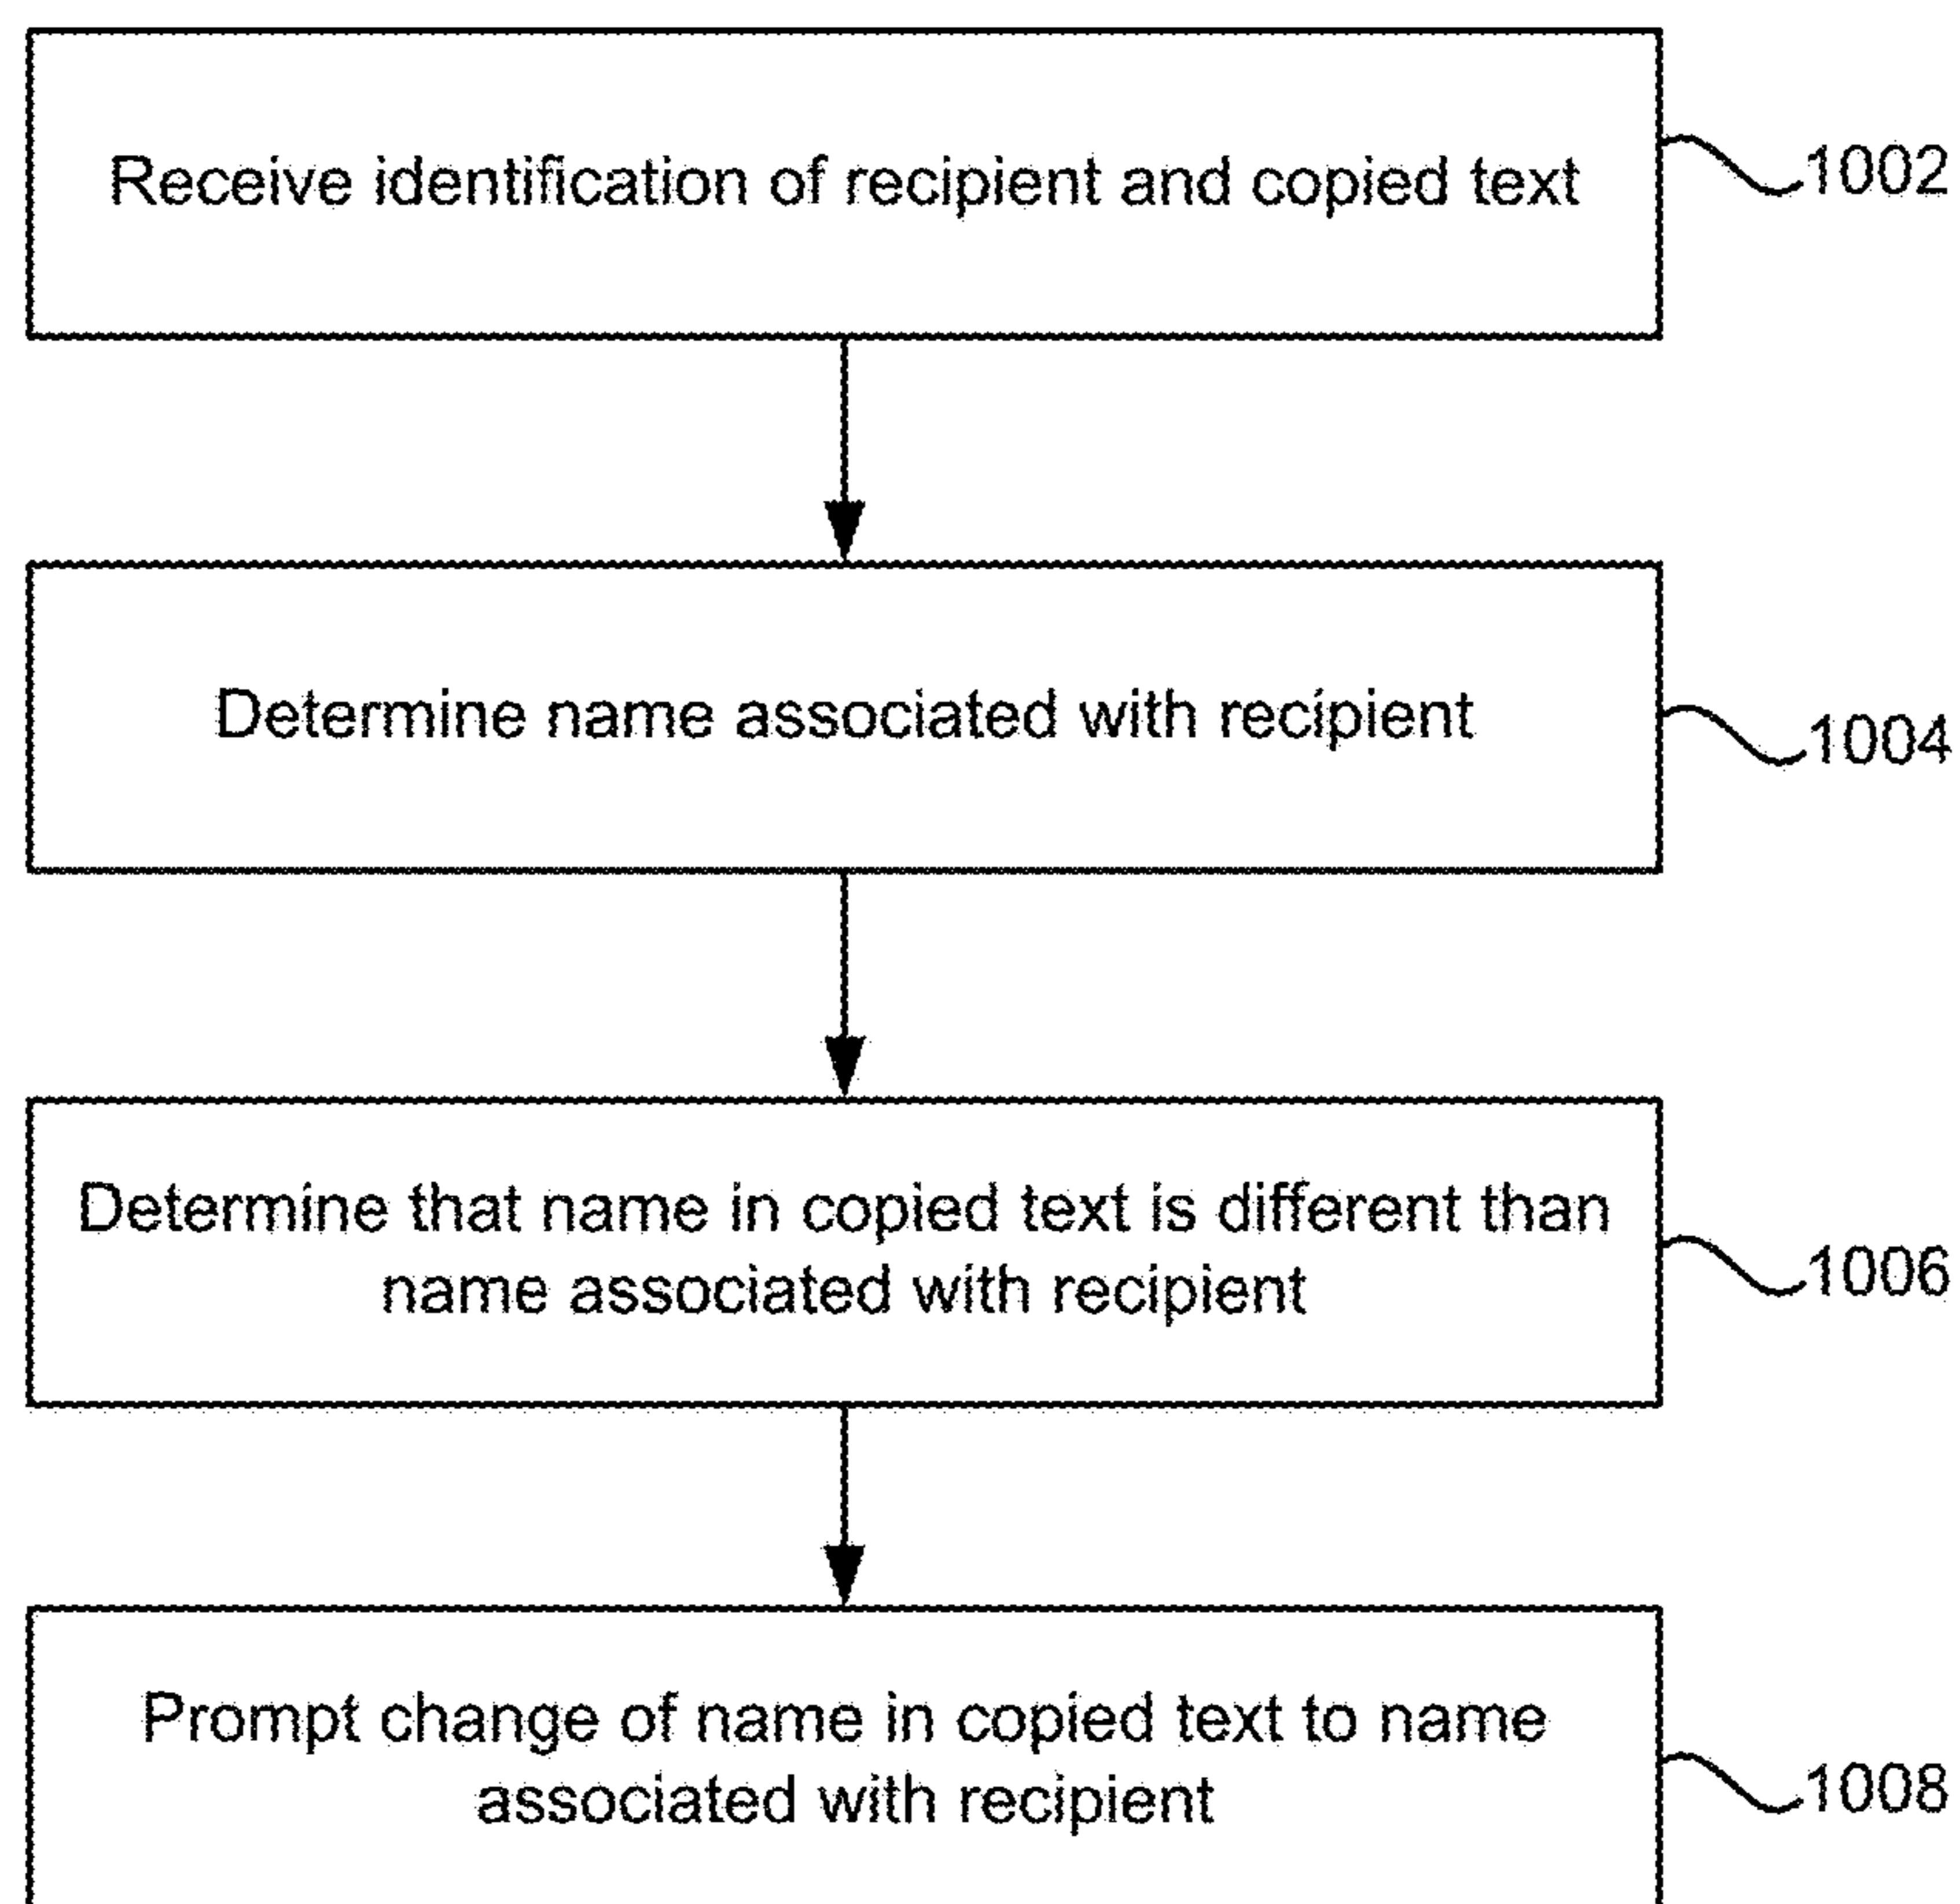 Receive identification of recipient and copied text
1002
Determine name associated with recipient
1004
Determine that name in copied text is different than
name associated with recipient
1006
Prompt change of name in copied text to name
associated with recipient
1008